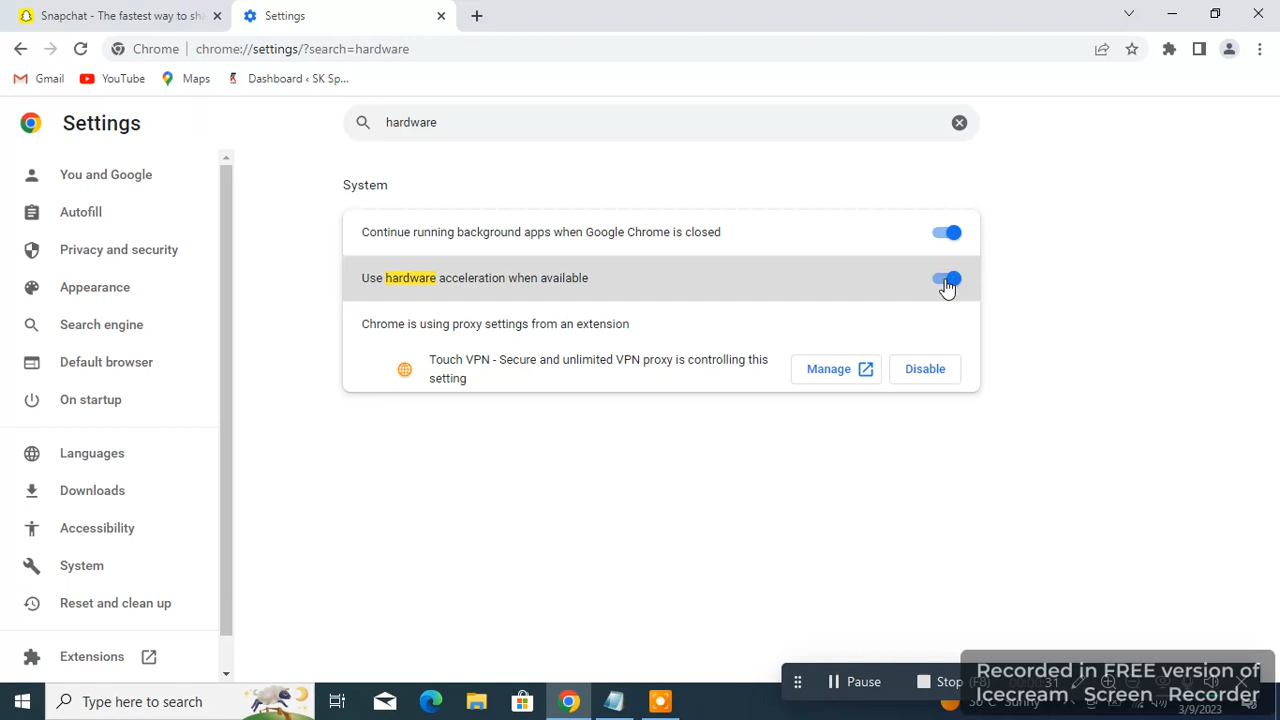 Snapchat - The fastest way to sha
Settings
Chrome
chrome://settings/?search=hardware
Gmail
YouTube
Maps
Dashboard ‹ SK Sp...
Settings
hardware
You and Google
Autofill
Privacy and security
Appearance
Search engine
Default browser
On startup
Languages
Downloads
Accessibility
System
Reset and clean up
Extensions
System
Continue running background apps when Google Chrome is closed
Use hardware acceleration when available
Chrome is using proxy settings from an extension
Touch VPN - Secure and unlimited VPN proxy is controlling this
setting
Manage
Disable
Pause
Stop (F8)
Recorded in FREE version of
Icecream Screen Recorder
Type here to search
Sunny
3/9/2023